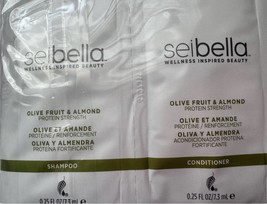 seibella
WELLNESS INSPIRED BEAUTY
OLIVE FRUIT & ALMOND
PROTEIN STRENGTH
OLIVE ET AMANDE
PROTÉINE / RENFORCEMENT
OLIVA Y ALMENDRA
PROTEÍNA FORTIFICANTE
SHAMPOO
0.25 FL OZ/7.3 mL e
seibella
WELLNESS INSPIRED BEAUTY
OLIVE FRUIT & ALMOND
PROTEIN STRENGTH
OLIVE ET AMANDE
PROTÉINE / RENFORCEMENT
OLIVA Y ALMENDRA
ACONDICIONADOR PROTEÍNA
FORTIFICANTE
CONDITIONER
0.25 FL OZ/7.3 mL e